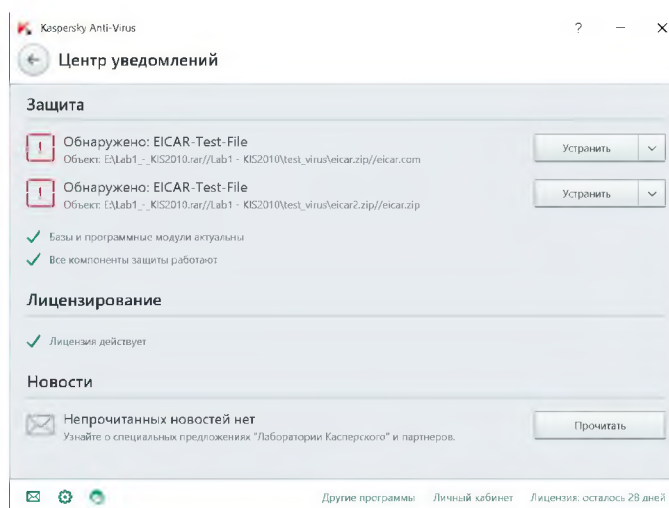 Kaspersky Anti-Virus
?
Центр уведомлений
Защита
Обнаружено: EICAR-Test-File
Объект: E:\Lab1_-_KIS2010.rar//Lab1 - KIS2010\test_virus\eicar.zip//eicar.com
Устранить
Обнаружено: EICAR-Test-File
Объект: E:\Lab1_-_KIS2010.rar//Lab1 - KIS2010\test_virus\eicar2.zip//eicar.zip
Устранить
Базы и программные модули актуальны
Все компоненты защиты работают
Лицензирование
Лицензия действует
Новости
Непрочитанных новостей нет
Узнайте о специальных предложениях "Лаборатории Касперского" и партнеров.
Прочитать
Другие программы Личный кабинет Лицензия: осталось 28 дней